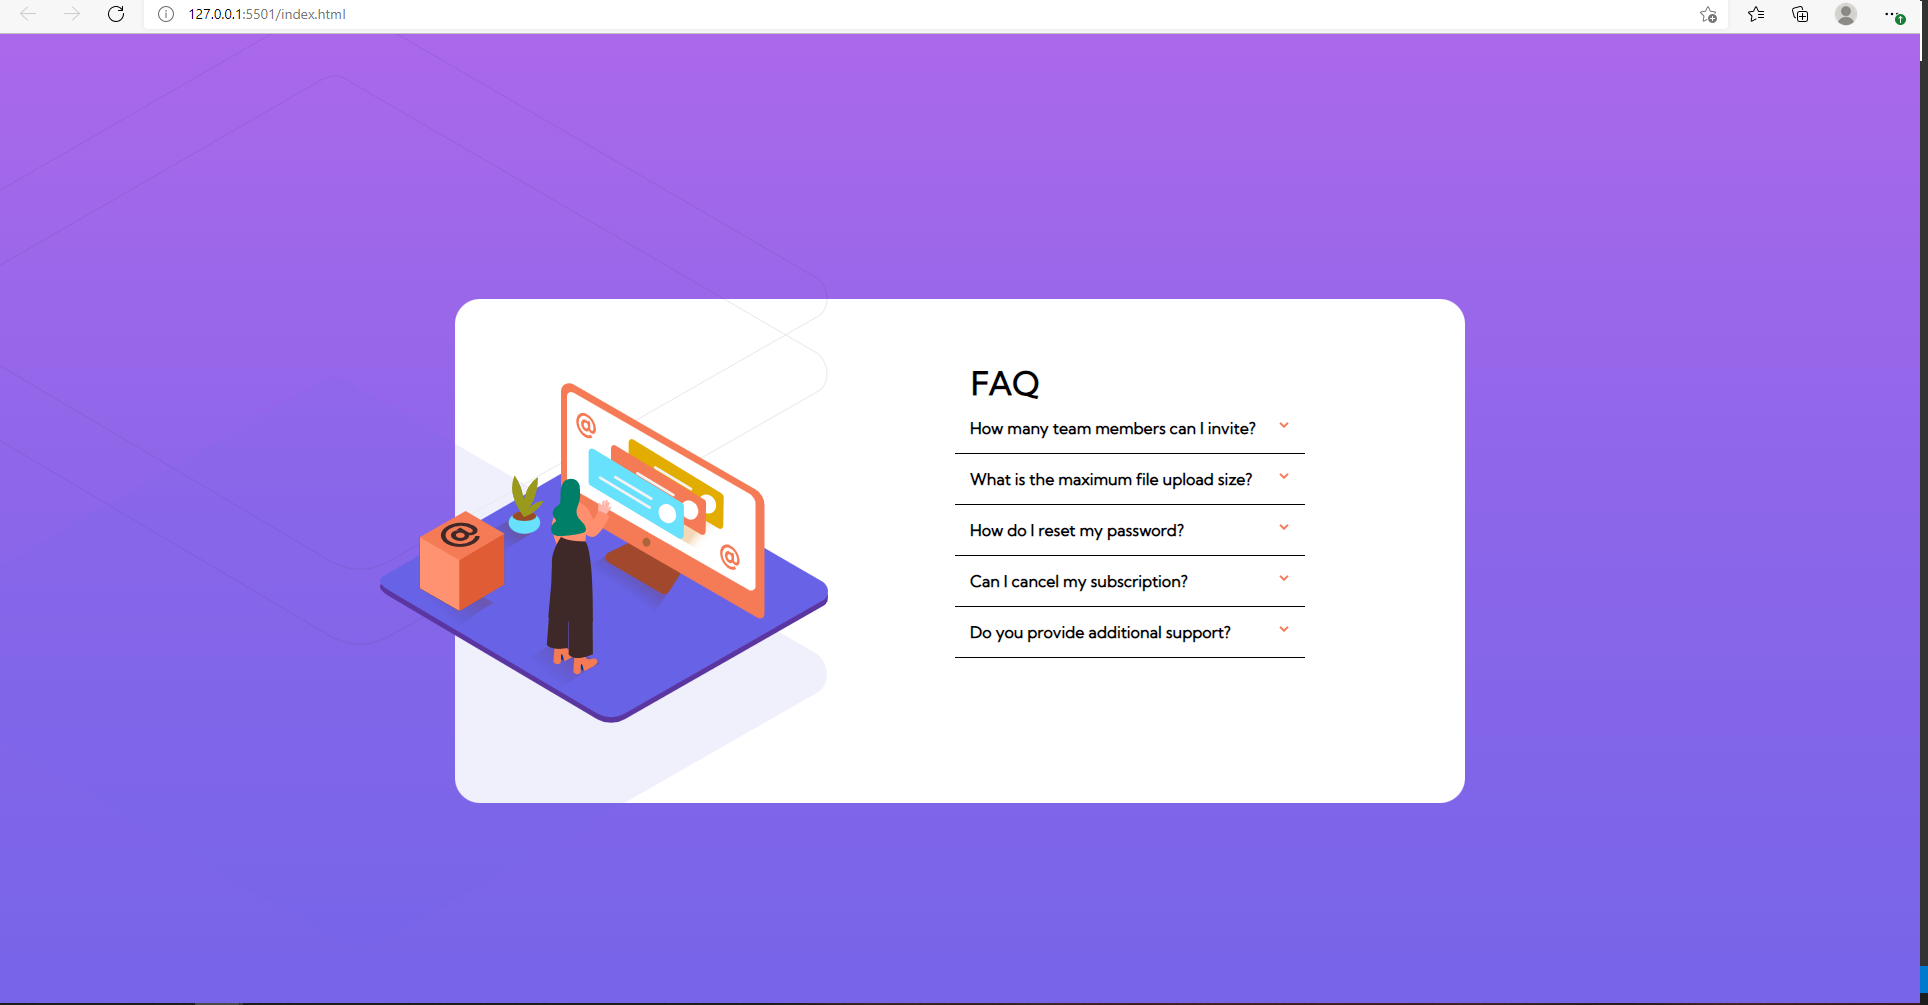 127.0.0.1:5501/index.html
@
@
@
FAQ
How many team members can I invite?
What is the maximum file upload size?
How do I reset my password?
Can I cancel my subscription?
Do you provide additional support?